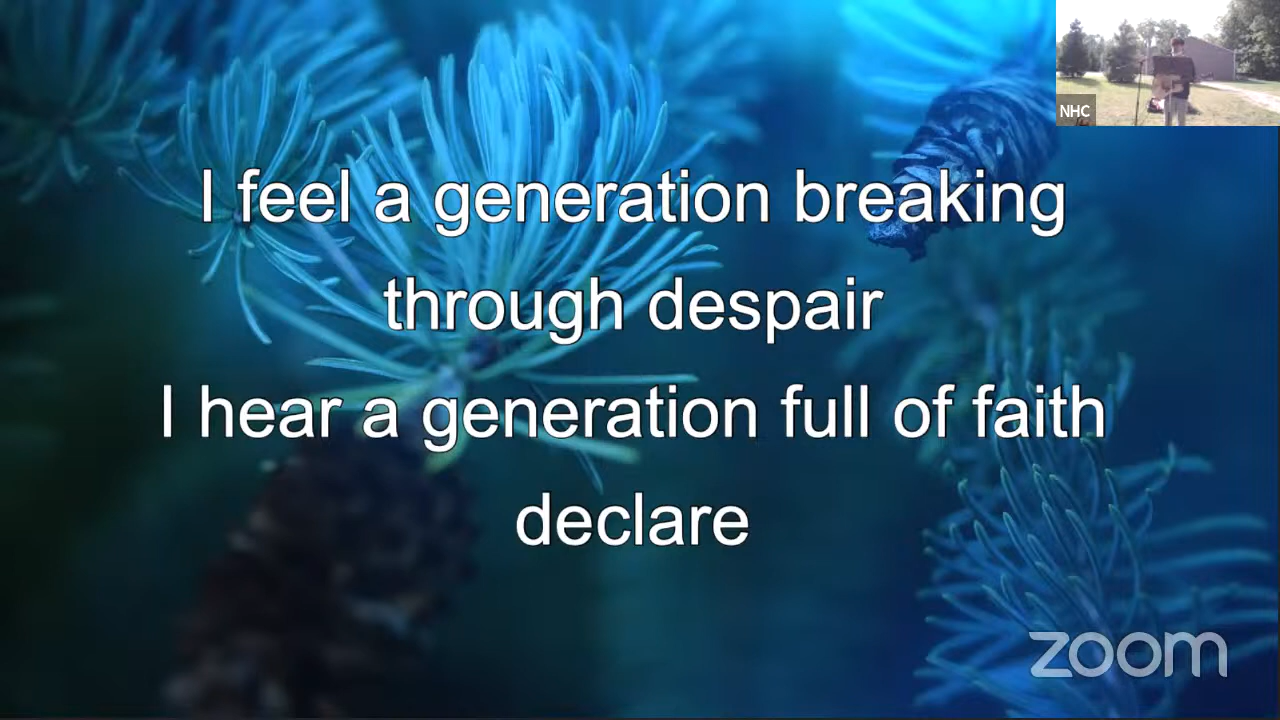 NHC
I feel a generation breaking
through despair
I hear a generation full of faith
declare
zoom